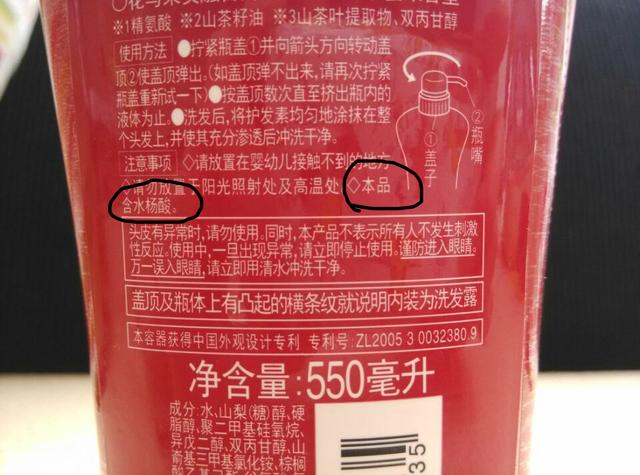 ※1精氨酸 ※2山茶籽油 ※3山茶叶提取物、双丙甘醇
使用方法 ●拧紧瓶盖①并向箭头方向转动盖
顶②使盖顶弹出。(如盖顶弹不出来,请再次拧紧
瓶盖重新试一下)●按盖顶数次直至挤出瓶内的
液体为止。●洗发后,将护发素均匀地涂抹在整
个头发上,并使其充分渗透后冲洗干净。
①盖子
②瓶嘴
注意事项 ◇请放置在婴幼儿接触不到的地方
◇请勿放置于阳光照射处及高温处 ◇本品
含水杨酸。
头皮有异常时,请勿使用。同时,本产品不表示所有人不发生刺激
性反应。使用中,一旦出现异常,请立即停止使用。谨防进入眼睛。
万一误入眼睛,请立即用清水冲洗干净。
盖顶及瓶体上有凸起的横条纹就说明内装为洗发露
本容器获得中国外观设计专利 专利号:ZL2005 3 0032380.9
净含量:550毫升
成分:水、山梨(糖)醇、硬
脂醇、聚二甲基硅氧烷、
异戊二醇、双丙甘醇、山
嵛基三甲基氯化铵、棕榈
35